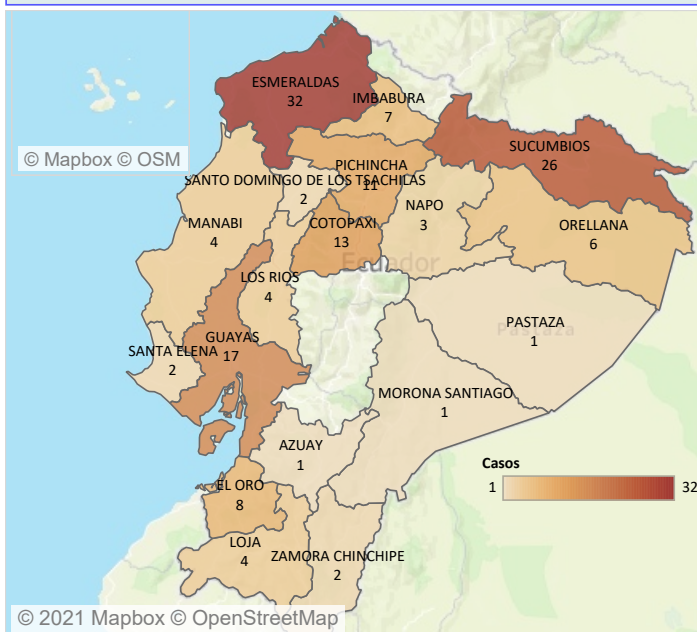 ESMERALDAS
32
IMBABURA
7
SUCUMBIOS
26
© Mapbox © OSM
PICHINCHA
11
SANTO DOMINGO DE LOS TSACHILAS
2
NAPO
3
MANABI
4
COTOPAXI
13
ORELLANA
6
Ecuador
LOS RIOS
4
PASTAZA
1
Pastaza
GUAYAS
17
SANTA ELENA
2
MORONA SANTIAGO
1
AZUAY
1
Casos
1 32
EL ORO
8
LOJA
4
ZAMORA CHINCHIPE
2
© 2021 Mapbox © OpenStreetMap